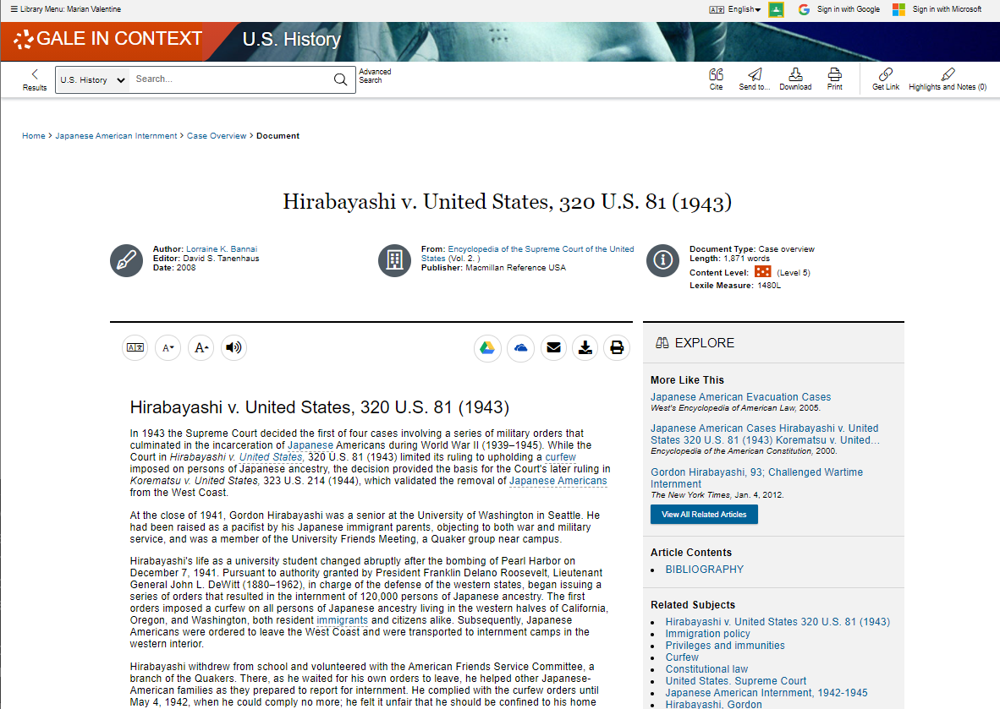 Library Menu: Marian Valentine
English
Sign in with Google
Sign in with Microsoft
GALE IN CONTEXT
U.S. History
Results
U.S. History
Search...
Advanced
Search
Cite
Send to...
Download
Print
Get Link
Highlights and Notes (0)
Home > Japanese American Internment > Case Overview > Document
Hirabayashi v. United States, 320 U.S. 81 (1943)
Author: Lorraine K. Bannai
Editor: David S. Tanenhaus
Date: 2008
From: Encyclopedia of the Supreme Court of the United
States (Vol. 2. )
Publisher: Macmillan Reference USA
Document Type: Case overview
Length: 1,871 words
Content Level: (Level 5)
Lexile Measure: 1480L
A
A
Hirabayashi v. United States, 320 U.S. 81 (1943)
In 1943 the Supreme Court decided the first of four cases involving a series of military orders that
culminated in the incarceration of Japanese Americans during World War II (1939–1945). While the
Court in Hirabayashi v. United States, 320 U.S. 81 (1943) limited its ruling to upholding a curfew
imposed on persons of Japanese ancestry, the decision provided the basis for the Court's later ruling in
Korematsu v. United States, 323 U.S. 214 (1944), which validated the removal of Japanese Americans
from the West Coast.
At the close of 1941, Gordon Hirabayashi was a senior at the University of Washington in Seattle. He
had been raised as a pacifist by his Japanese immigrant parents, objecting to both war and military
service, and was a member of the University Friends Meeting, a Quaker group near campus.
Hirabayashi's life as a university student changed abruptly after the bombing of Pearl Harbor on
December 7, 1941. Pursuant to authority granted by President Franklin Delano Roosevelt, Lieutenant
General John L. DeWitt (1880–1962), in charge of the defense of the western states, began issuing a
series of orders that resulted in the internment of 120,000 persons of Japanese ancestry. The first
orders imposed a curfew on all persons of Japanese ancestry living in the western halves of California,
Oregon, and Washington, both resident immigrants and citizens alike. Subsequently, Japanese
Americans were ordered to leave the West Coast and were transported to internment camps in the
western interior.
Hirabayashi withdrew from school and volunteered with the American Friends Service Committee, a
branch of the Quakers. There, as he waited for his own orders to leave, he helped other Japanese-
American families as they prepared to report for internment. He complied with the curfew orders until
May 4, 1942, when he could comply no more; he felt it unfair that he should be confined to his home
EXPLORE
More Like This
Japanese American Evacuation Cases
West's Encyclopedia of American Law, 2005.
Japanese American Cases Hirabayashi v. United
States 320 U.S. 81 (1943) Korematsu v. United...
Encyclopedia of the American Constitution, 2000.
Gordon Hirabayashi, 93; Challenged Wartime
Internment
The New York Times, Jan. 4, 2012.
View All Related Articles
Article Contents
BIBLIOGRAPHY
Related Subjects
Hirabayashi v. United States 320 U.S. 81 (1943)
Immigration policy
Privileges and immunities
Curfew
Constitutional law
United States. Supreme Court
Japanese American Internment, 1942-1945
Hirabayashi, Gordon